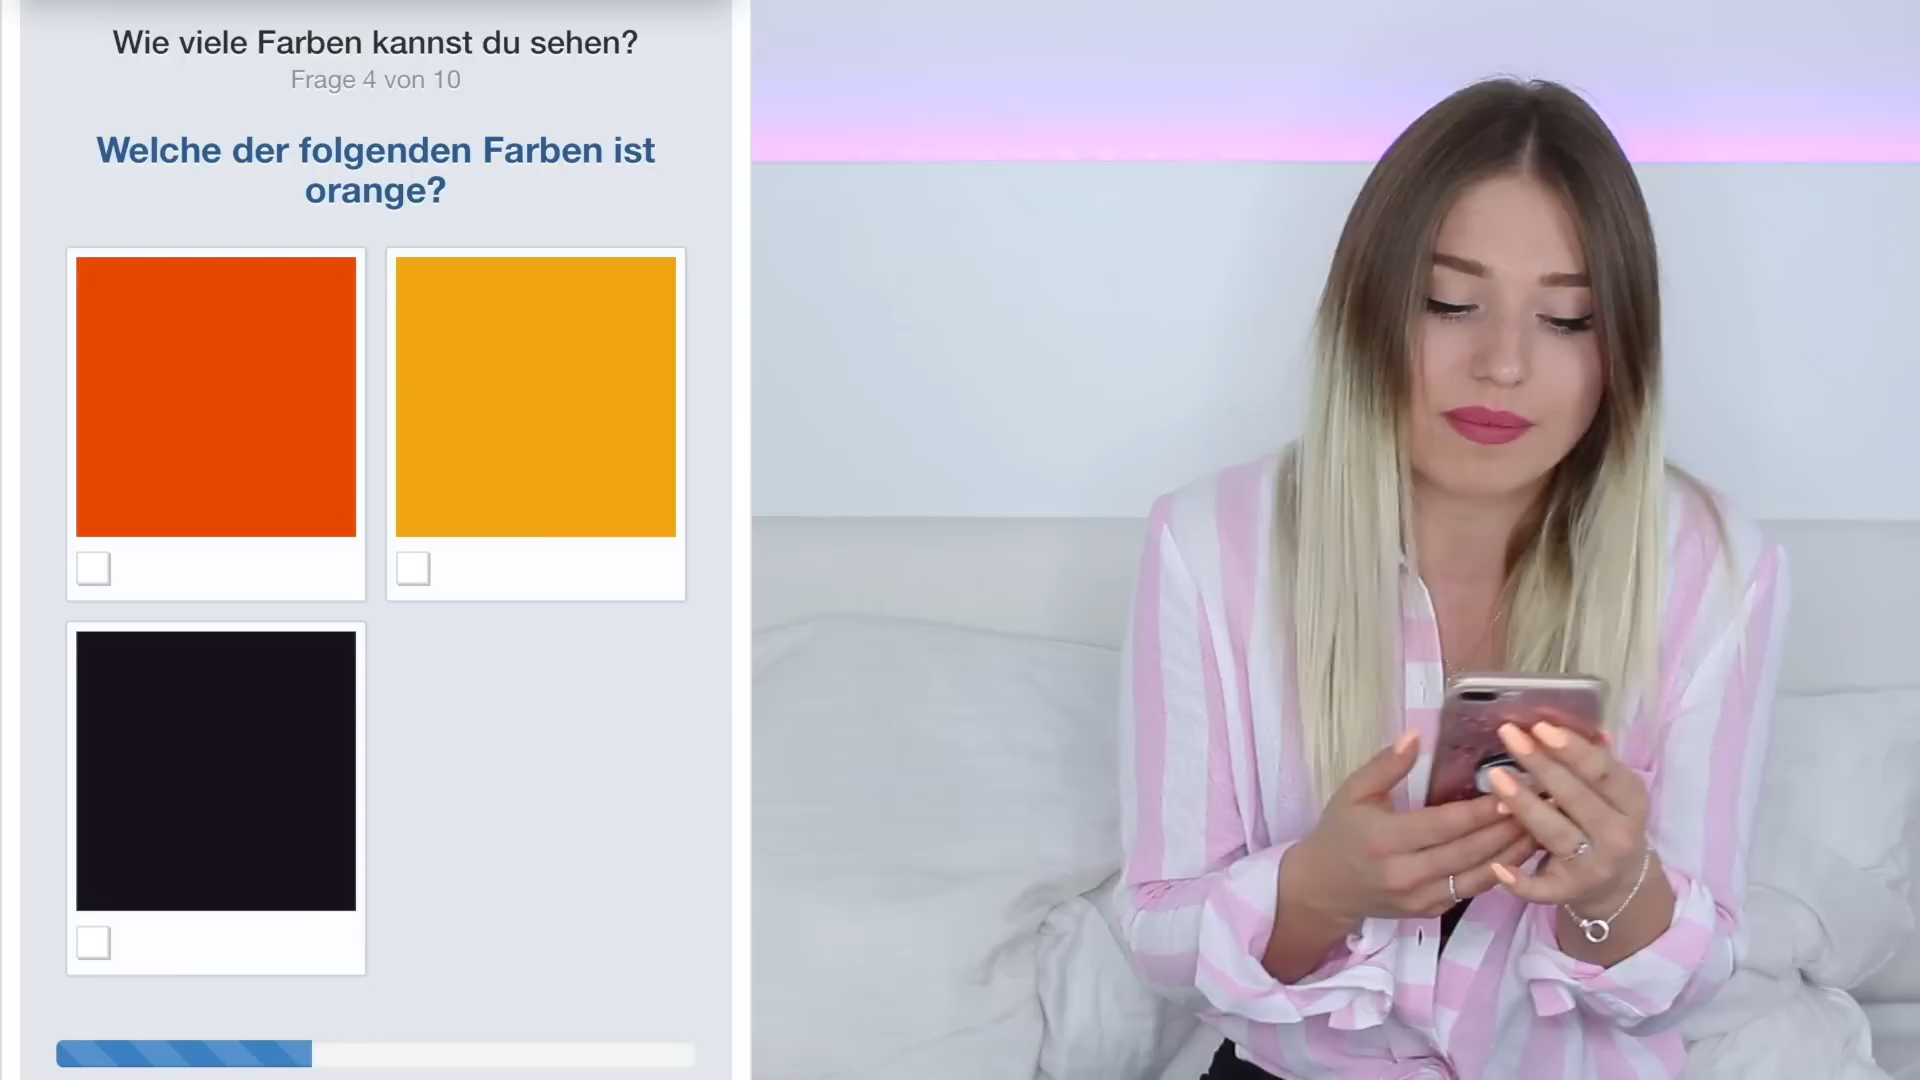 Wie viele Farben kannst du sehen?
Frage 4 von 10
Welche der folgenden Farben ist
orange?